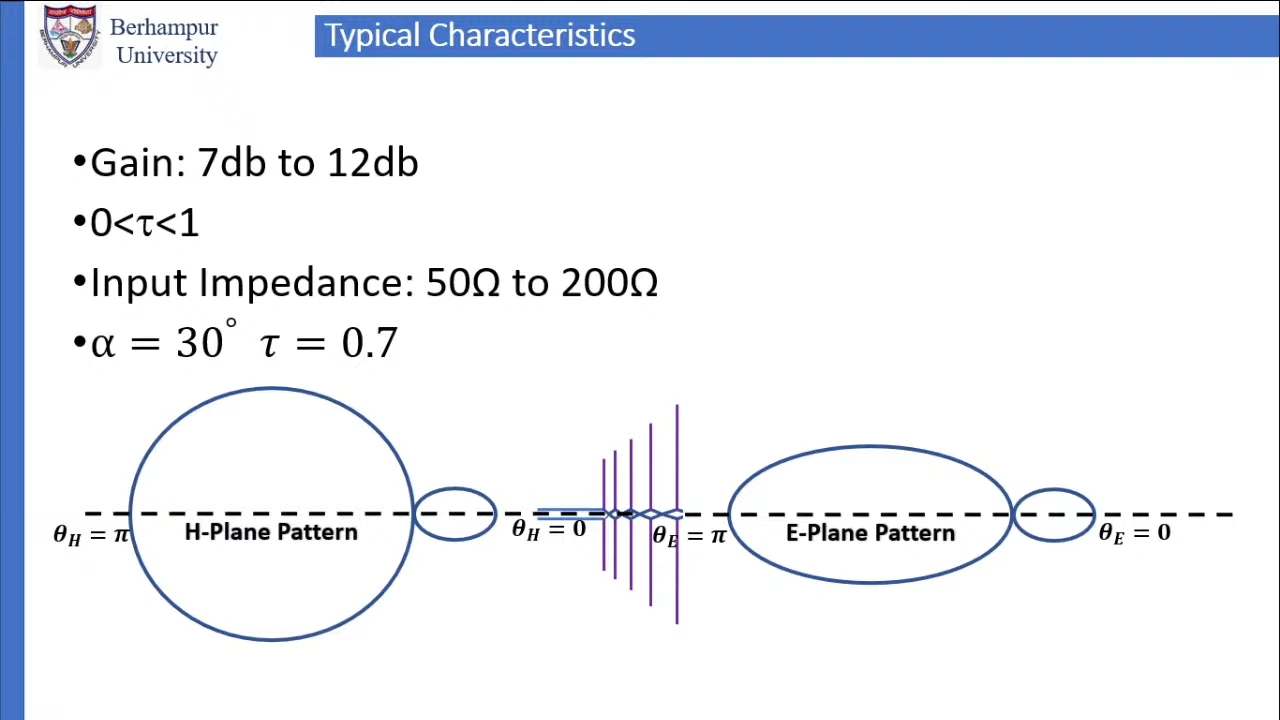 Berhampur
University
Typical Characteristics
•Gain: 7db to 12db
•0<τ<1
•Input Impedance: 50Ω to 200Ω
•α = 30° τ = 0.7
θH = π
H-Plane Pattern
θH = 0
θE = π
E-Plane Pattern
θE = 0